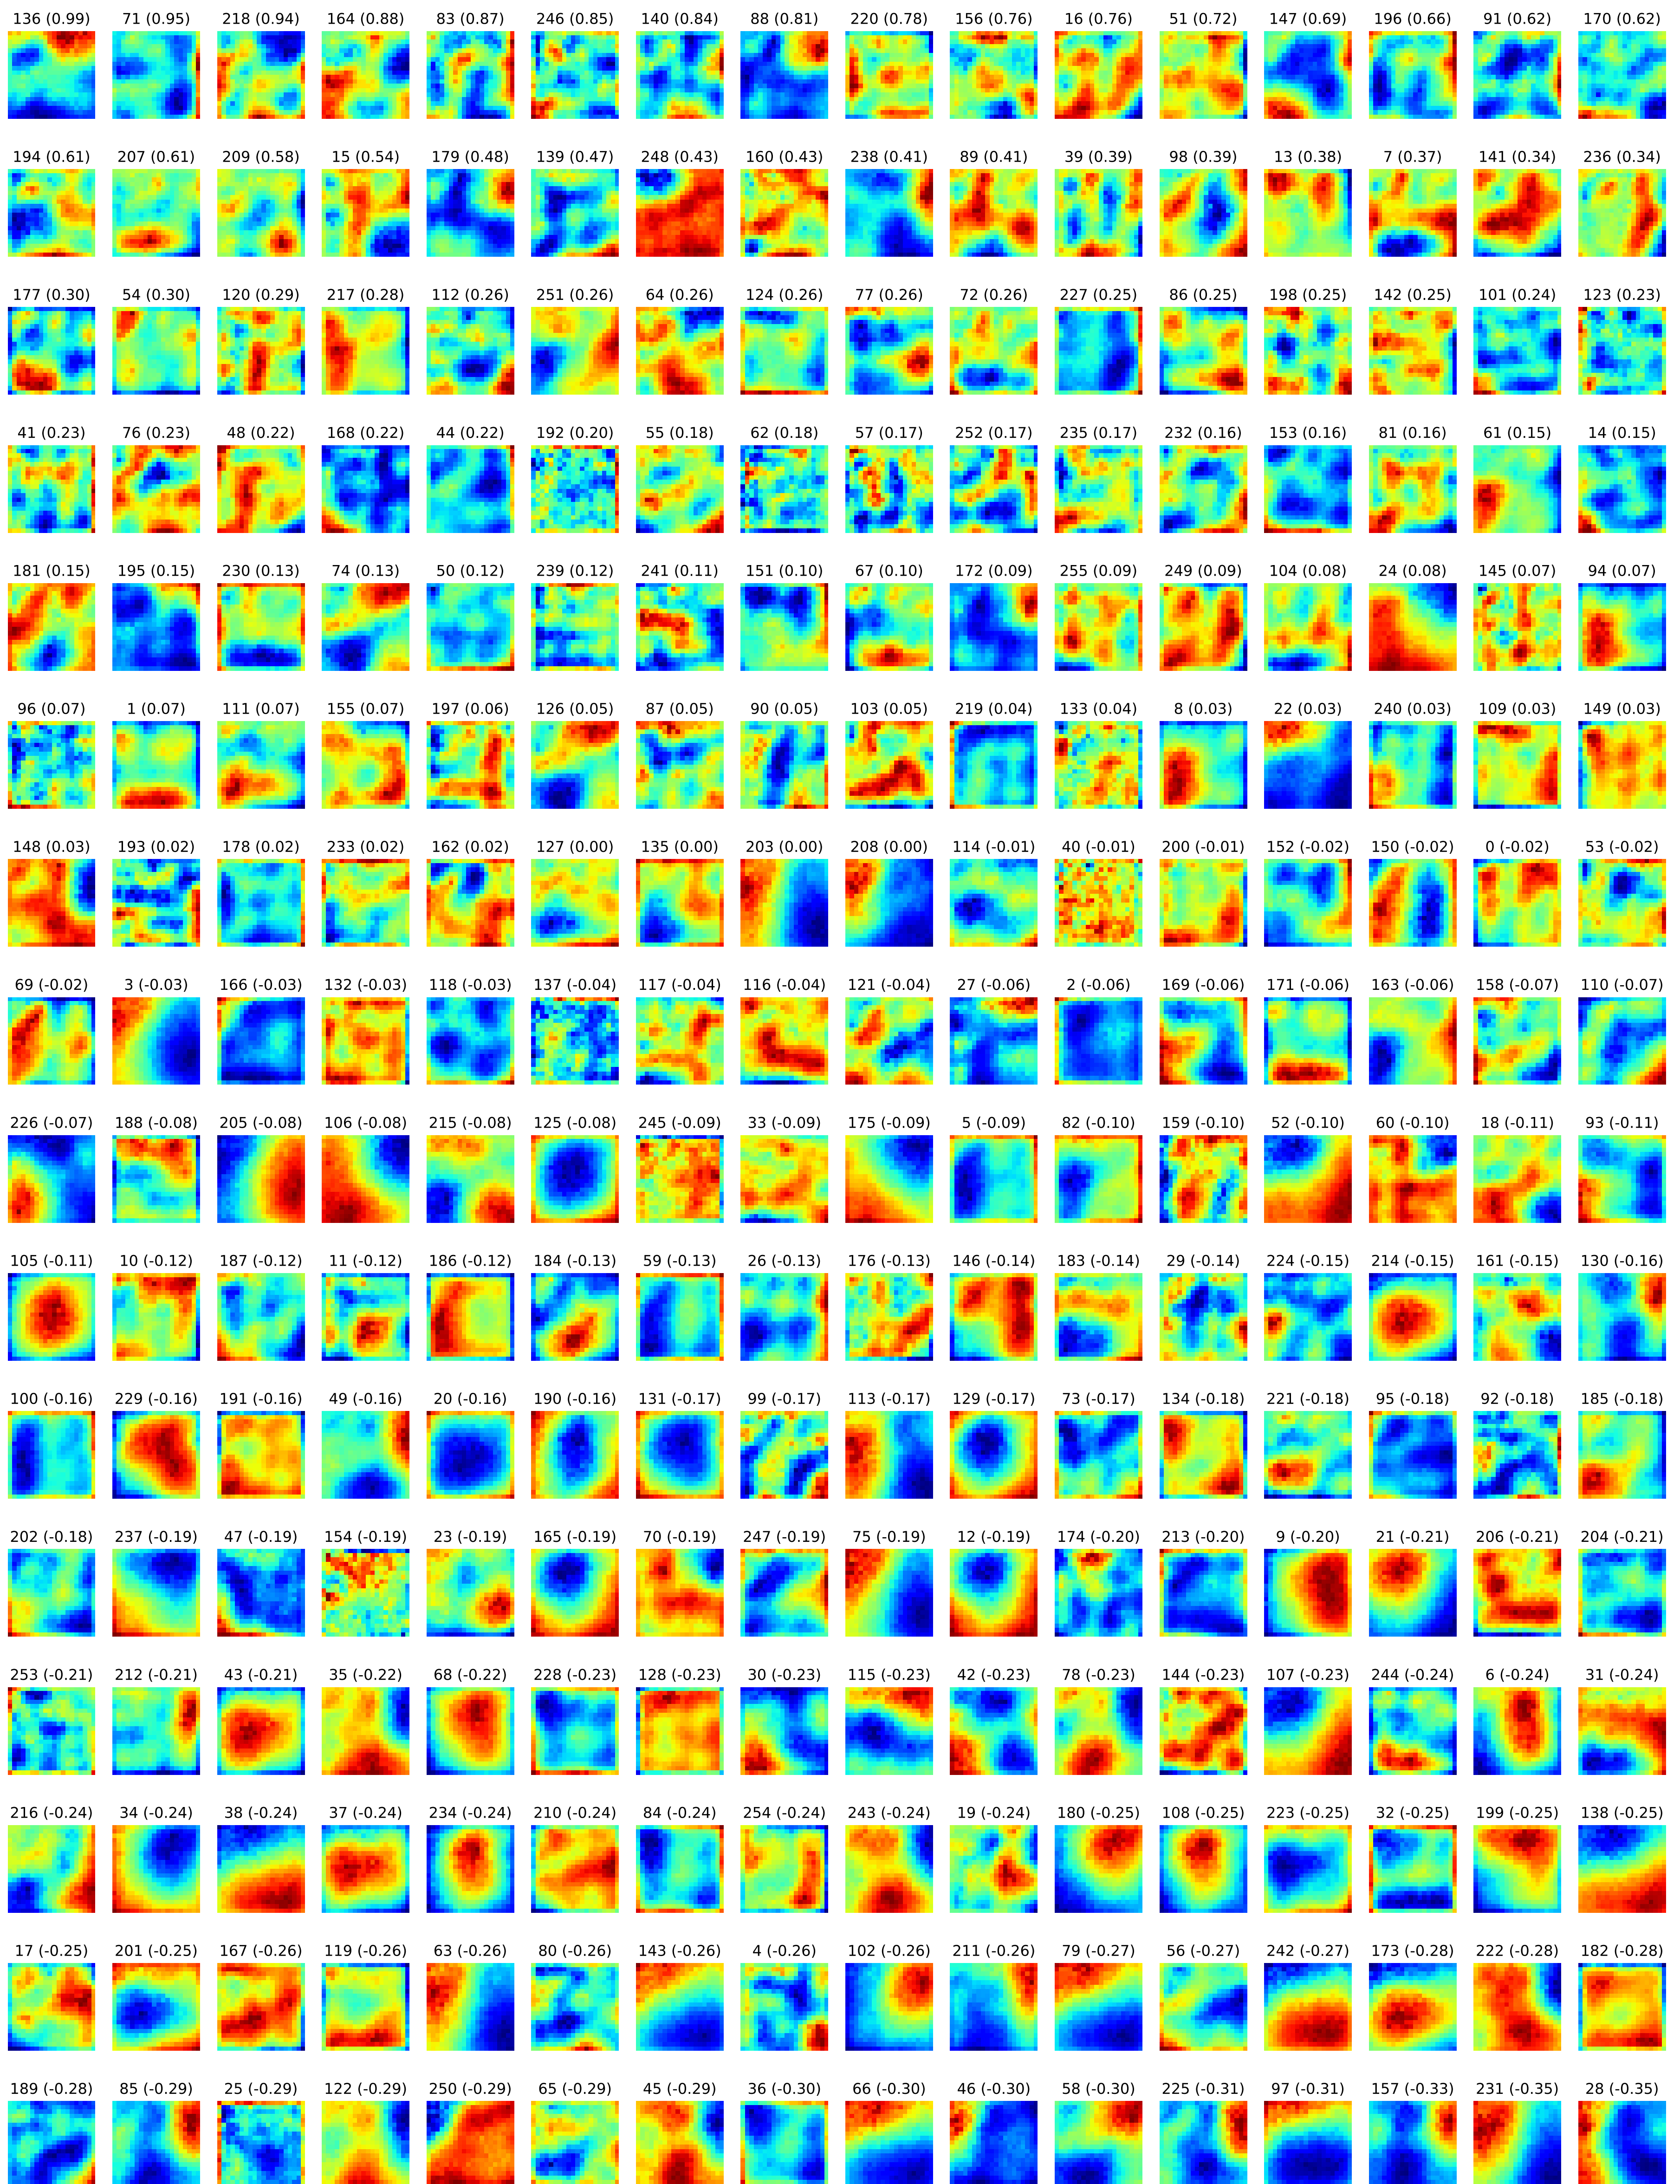 136 (0.99) 71 (0.95) 218 (0.94) 164 (0.88) 83 (0.87) 246 (0.85) 140 (0.84) 88 (0.81) 220 (0.78) 156 (0.76) 16 (0.76) 51 (0.72) 147 (0.69) 196 (0.66) 91 (0.62) 170 (0.62)
194 (0.61) 207 (0.61) 209 (0.58) 15 (0.54) 179 (0.48) 139 (0.47) 248 (0.43) 160 (0.43) 238 (0.41) 89 (0.41) 39 (0.39) 98 (0.39) 13 (0.38) 7 (0.37) 141 (0.34) 236 (0.34)
177 (0.30) 54 (0.30) 120 (0.29) 217 (0.28) 112 (0.26) 251 (0.26) 64 (0.26) 124 (0.26) 77 (0.26) 72 (0.26) 227 (0.25) 86 (0.25) 198 (0.25) 142 (0.25) 101 (0.24) 123 (0.23)
41 (0.23) 76 (0.23) 48 (0.22) 168 (0.22) 44 (0.22) 192 (0.20) 55 (0.18) 62 (0.18) 57 (0.17) 252 (0.17) 235 (0.17) 232 (0.16) 153 (0.16) 81 (0.16) 61 (0.15) 14 (0.15)
181 (0.15) 195 (0.15) 230 (0.13) 74 (0.13) 50 (0.12) 239 (0.12) 241 (0.11) 151 (0.10) 67 (0.10) 172 (0.09) 255 (0.09) 249 (0.09) 104 (0.08) 24 (0.08) 145 (0.07) 94 (0.07)
96 (0.07) 1 (0.07) 111 (0.07) 155 (0.07) 197 (0.06) 126 (0.05) 87 (0.05) 90 (0.05) 103 (0.05) 219 (0.04) 133 (0.04) 8 (0.03) 22 (0.03) 240 (0.03) 109 (0.03) 149 (0.03)
148 (0.03) 193 (0.02) 178 (0.02) 233 (0.02) 162 (0.02) 127 (0.00) 135 (0.00) 203 (0.00) 208 (0.00) 114 (-0.01) 40 (-0.01) 200 (-0.01) 152 (-0.02) 150 (-0.02) 0 (-0.02) 53 (-0.02)
69 (-0.02) 3 (-0.03) 166 (-0.03) 132 (-0.03) 118 (-0.03) 137 (-0.04) 117 (-0.04) 116 (-0.04) 121 (-0.04) 27 (-0.06) 2 (-0.06) 169 (-0.06) 171 (-0.06) 163 (-0.06) 158 (-0.07) 110 (-0.07)
226 (-0.07) 188 (-0.08) 205 (-0.08) 106 (-0.08) 215 (-0.08) 125 (-0.08) 245 (-0.09) 33 (-0.09) 175 (-0.09) 5 (-0.09) 82 (-0.10) 159 (-0.10) 52 (-0.10) 60 (-0.10) 18 (-0.11) 93 (-0.11)
105 (-0.11) 10 (-0.12) 187 (-0.12) 11 (-0.12) 186 (-0.12) 184 (-0.13) 59 (-0.13) 26 (-0.13) 176 (-0.13) 146 (-0.14) 183 (-0.14) 29 (-0.14) 224 (-0.15) 214 (-0.15) 161 (-0.15) 130 (-0.16)
100 (-0.16) 229 (-0.16) 191 (-0.16) 49 (-0.16) 20 (-0.16) 190 (-0.16) 131 (-0.17) 99 (-0.17) 113 (-0.17) 129 (-0.17) 73 (-0.17) 134 (-0.18) 221 (-0.18) 95 (-0.18) 92 (-0.18) 185 (-0.18)
202 (-0.18) 237 (-0.19) 47 (-0.19) 154 (-0.19) 23 (-0.19) 165 (-0.19) 70 (-0.19) 247 (-0.19) 75 (-0.19) 12 (-0.19) 174 (-0.20) 213 (-0.20) 9 (-0.20) 21 (-0.21) 206 (-0.21) 204 (-0.21)
253 (-0.21) 212 (-0.21) 43 (-0.21) 35 (-0.22) 68 (-0.22) 228 (-0.23) 128 (-0.23) 30 (-0.23) 115 (-0.23) 42 (-0.23) 78 (-0.23) 144 (-0.23) 107 (-0.23) 244 (-0.24) 6 (-0.24) 31 (-0.24)
216 (-0.24) 34 (-0.24) 38 (-0.24) 37 (-0.24) 234 (-0.24) 210 (-0.24) 84 (-0.24) 254 (-0.24) 243 (-0.24) 19 (-0.24) 180 (-0.25) 108 (-0.25) 223 (-0.25) 32 (-0.25) 199 (-0.25) 138 (-0.25)
17 (-0.25) 201 (-0.25) 167 (-0.26) 119 (-0.26) 63 (-0.26) 80 (-0.26) 143 (-0.26) 4 (-0.26) 102 (-0.26) 211 (-0.26) 79 (-0.27) 56 (-0.27) 242 (-0.27) 173 (-0.28) 222 (-0.28) 182 (-0.28)
189 (-0.28) 85 (-0.29) 25 (-0.29) 122 (-0.29) 250 (-0.29) 65 (-0.29) 45 (-0.29) 36 (-0.30) 66 (-0.30) 46 (-0.30) 58 (-0.30) 225 (-0.31) 97 (-0.31) 157 (-0.33) 231 (-0.35) 28 (-0.35)